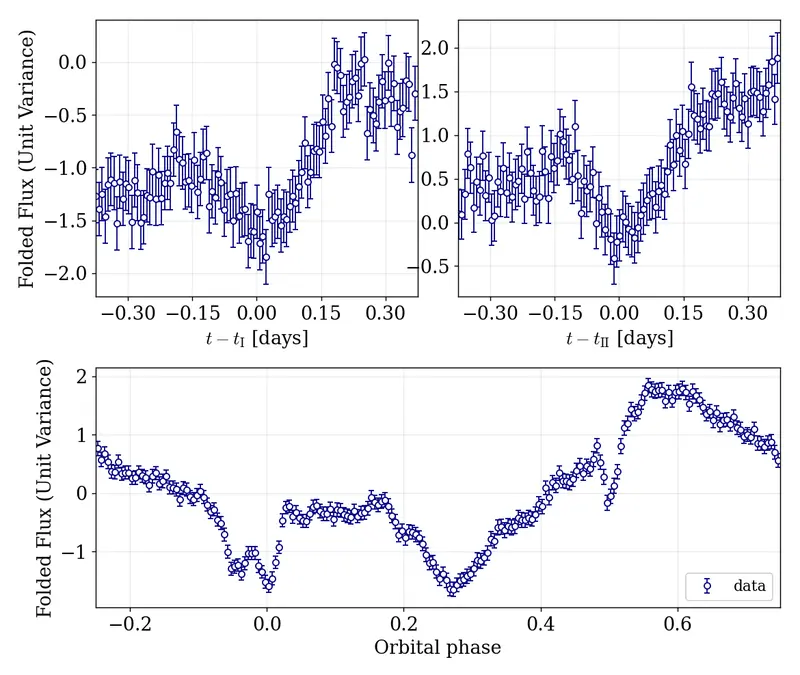 Folded Flux (Unit Variance)
0.0
−0.5
−1.0
−1.5
−2.0
−0.30 −0.15 0.00 0.15 0.30
t − tI [days]
2.0
1.5
1.0
0.5
0.0
−0.5
−0.30 −0.15 0.00 0.15 0.30
t − tII [days]
Folded Flux (Unit Variance)
2
1
0
−1
−0.2 0.0 0.2 0.4 0.6
Orbital phase
data